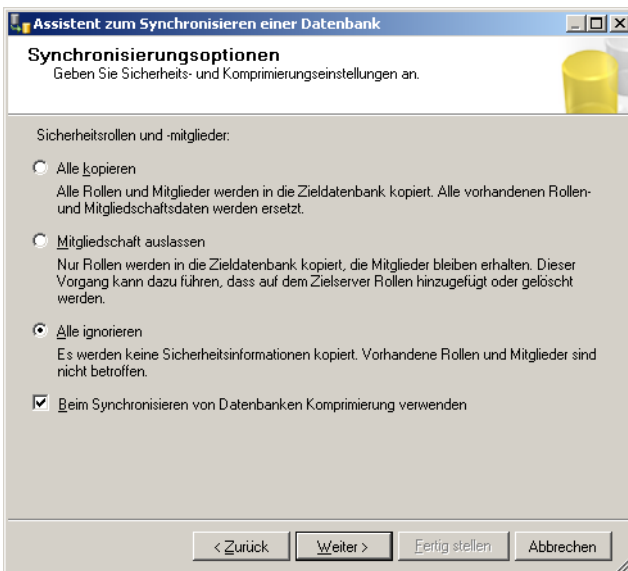 Assistent zum Synchronisieren einer Datenbank
Synchronisierungsoptionen
Geben Sie Sicherheits- und Komprimierungseinstellungen an.
Sicherheitsrollen und -mitglieder:
Alle kopieren
Alle Rollen und Mitglieder werden in die Zieldatenbank kopiert. Alle vorhandenen Rollen-
und Mitgliedschaftsdaten werden ersetzt.
Mitgliedschaft auslassen
Nur Rollen werden in die Zieldatenbank kopiert, die Mitglieder bleiben erhalten. Dieser
Vorgang kann dazu führen, dass auf dem Zielserver Rollen hinzugefügt oder gelöscht
werden.
Alle ignorieren
Es werden keine Sicherheitsinformationen kopiert. Vorhandene Rollen und Mitglieder sind
nicht betroffen.
Beim Synchronisieren von Datenbanken Komprimierung verwenden
< Zurück Weiter > Fertig stellen Abbrechen